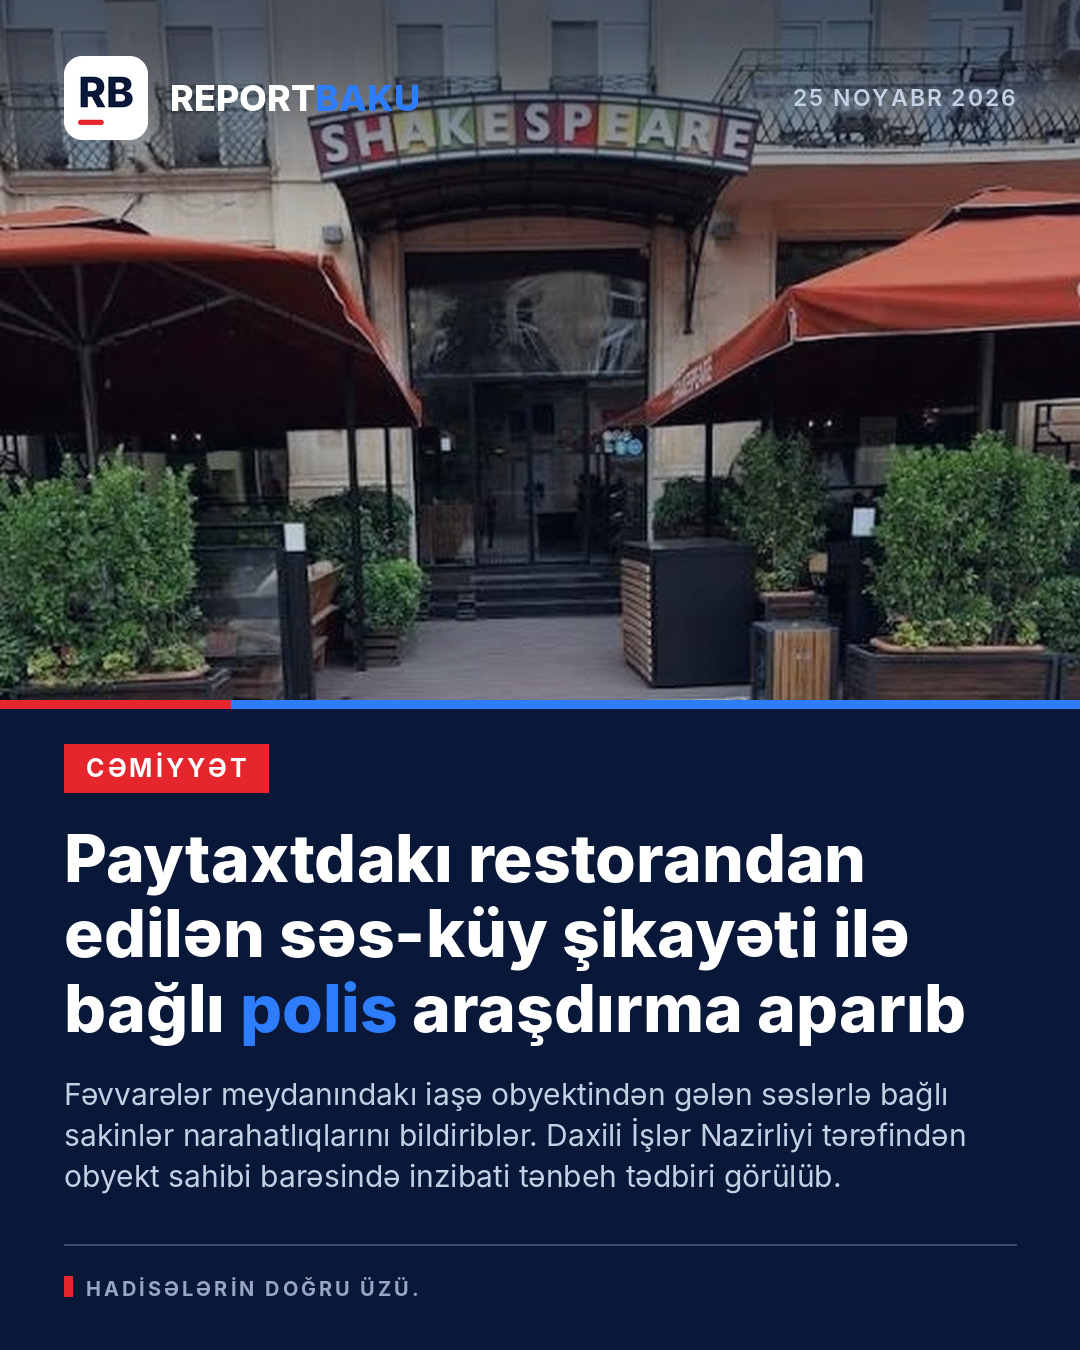 RB
REPORTBAKU
25 NOYABR 2026
SHAKESPEARE
SHAKESPEARE
CƏMİYYƏT
Paytaxtdakı restorandan
edilən səs-küy şikayəti ilə
bağlı polis araşdırma aparıb
Fəvvarələr meydanındakı iaşə obyektindən gələn səslərlə bağlı
sakinlər narahatlıqlarını bildiriblər. Daxili İşlər Nazirliyi tərəfindən
obyekt sahibi barəsində inzibati tənbeh tədbiri görülüb.
HADİSƏLƏRİN DOĞRU ÜZÜ.